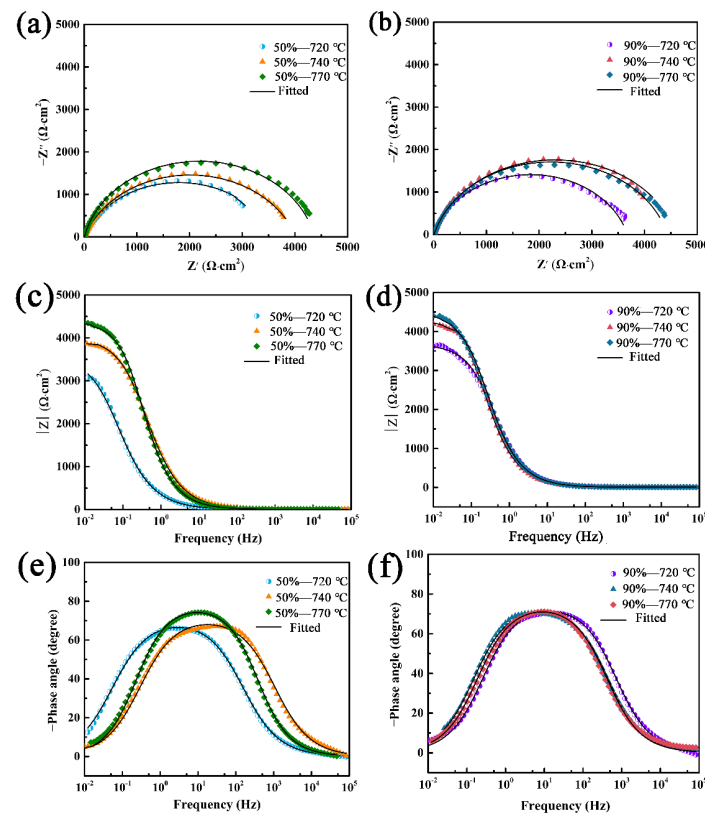 (a)
50%—720 ℃
50%—740 ℃
50%—770 ℃
Fitted
−Z″ (Ω·cm²)
5000
4000
3000
2000
1000
0
0 1000 2000 3000 4000 5000
Z′ (Ω·cm²)
(b)
90%—720 ℃
90%—740 ℃
90%—770 ℃
Fitted
−Z″ (Ω·cm²)
5000
4000
3000
2000
1000
0
0 1000 2000 3000 4000 5000
Z′ (Ω·cm²)
(c)
50%—720 ℃
50%—740 ℃
50%—770 ℃
Fitted
|Z| (Ω·cm²)
5000
4000
3000
2000
1000
0
10⁻² 10⁻¹ 10⁰ 10¹ 10² 10³ 10⁴ 10⁵
Frequency (Hz)
(d)
90%—720 ℃
90%—740 ℃
90%—770 ℃
Fitted
|Z| (Ω·cm²)
5000
4000
3000
2000
1000
0
10⁻² 10⁻¹ 10⁰ 10¹ 10² 10³ 10⁴ 10⁵
Frequency (Hz)
(e)
50%—720 ℃
50%—740 ℃
50%—770 ℃
Fitted
−Phase angle (degree)
100
80
60
40
20
0
10⁻² 10⁻¹ 10⁰ 10¹ 10² 10³ 10⁴ 10⁵
Frequency (Hz)
(f)
90%—720 ℃
90%—740 ℃
90%—770 ℃
Fitted
−Phase angle (degree)
100
80
60
40
20
0
10⁻² 10⁻¹ 10⁰ 10¹ 10² 10³ 10⁴ 10⁵
Frequency (Hz)